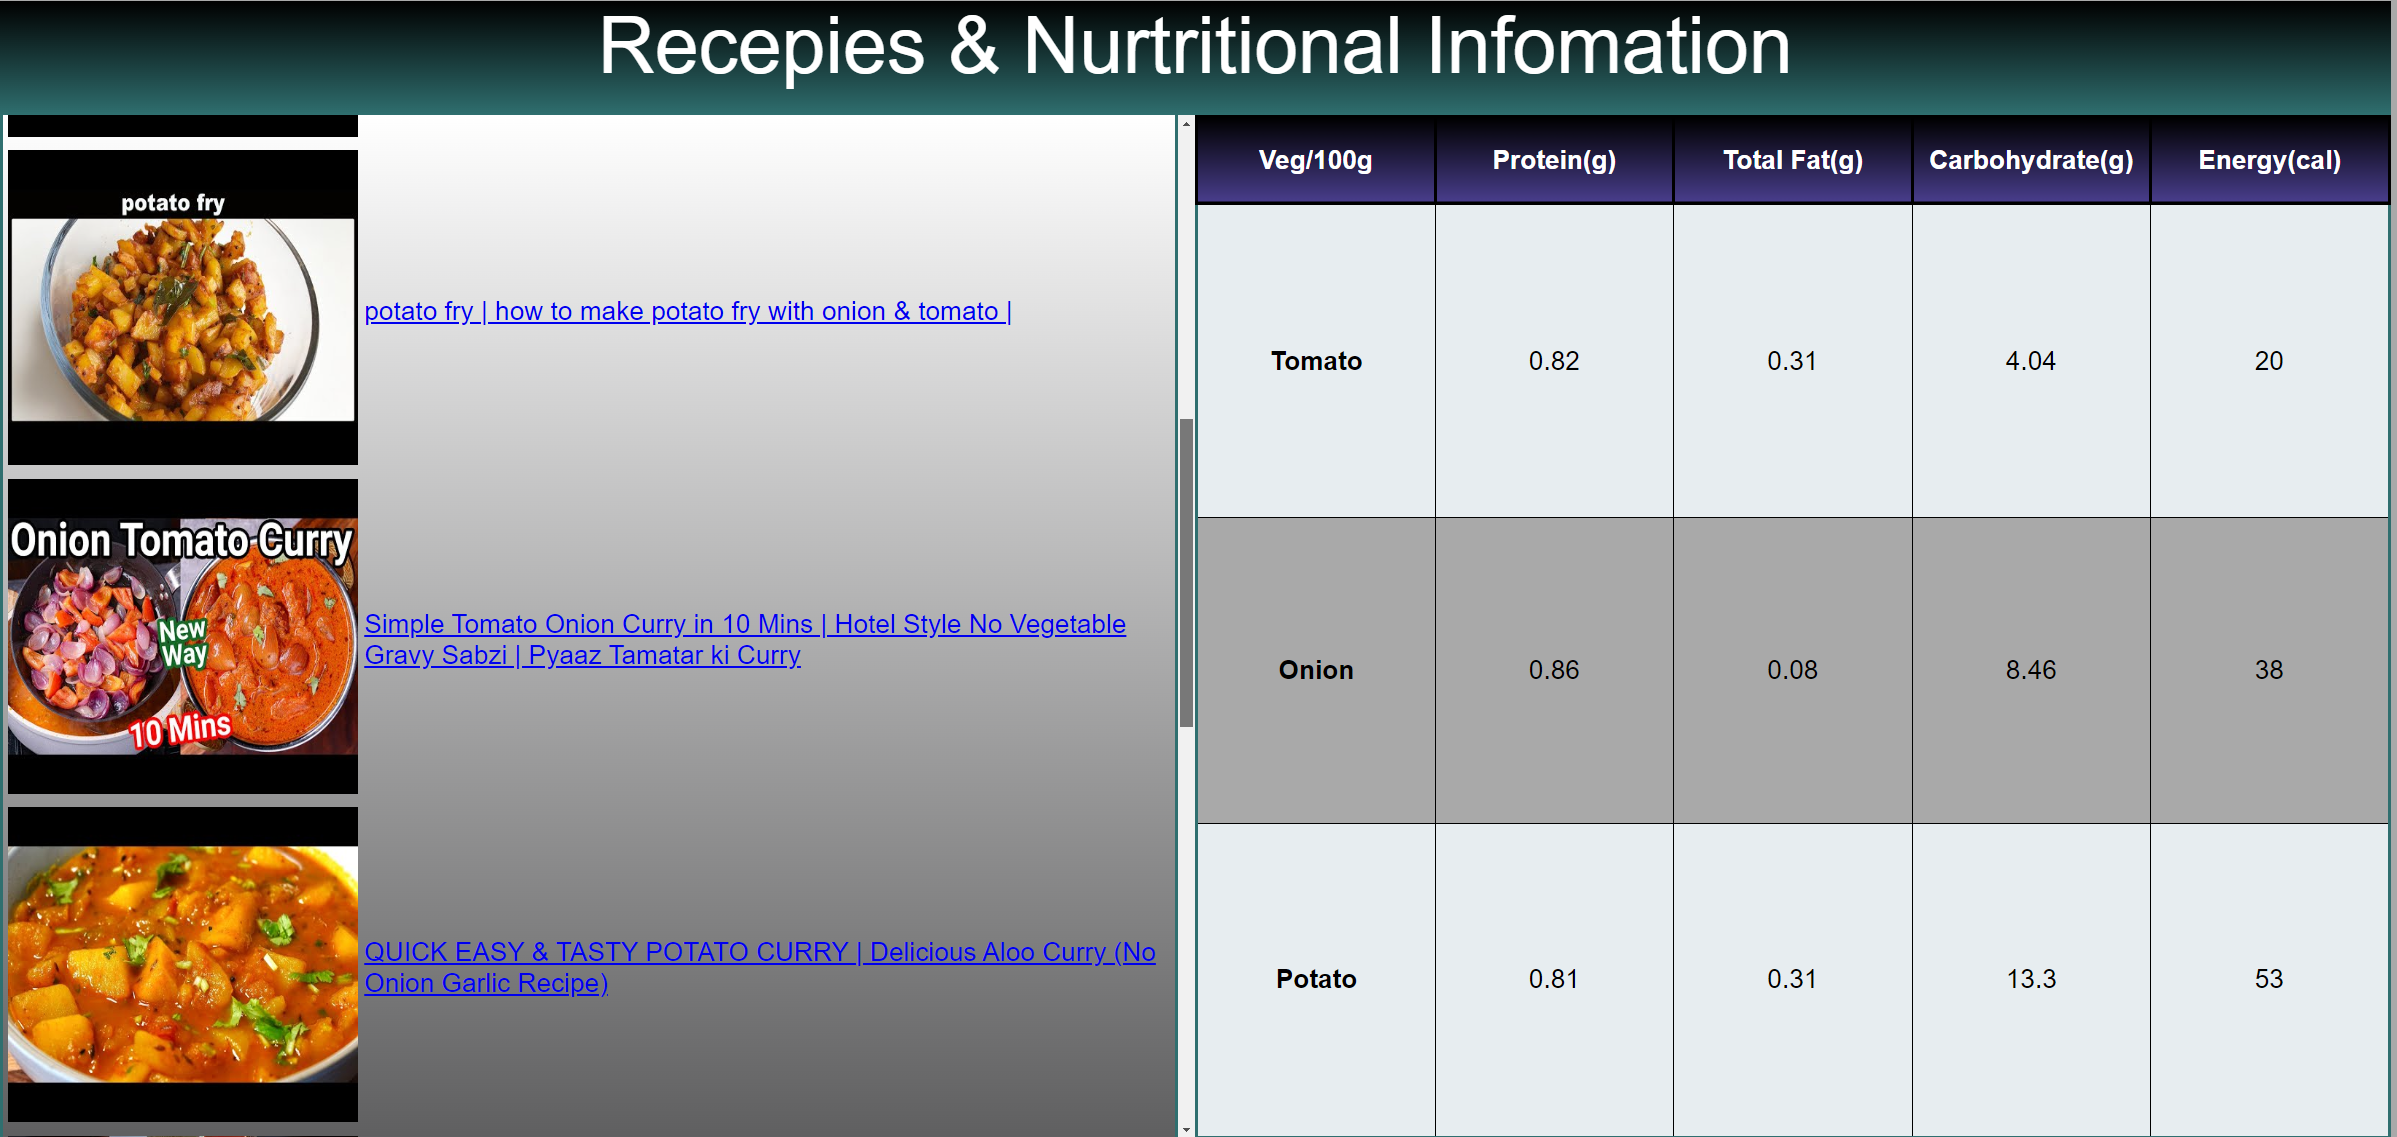 Recepies & Nurtritional Infomation
potato fry
potato fry | how to make potato fry with onion & tomato |
Onion Tomato Curry
New
Way
10 Mins
Simple Tomato Onion Curry in 10 Mins | Hotel Style No Vegetable
Gravy Sabzi | Pyaaz Tamatar ki Curry
QUICK EASY & TASTY POTATO CURRY | Delicious Aloo Curry (No
Onion Garlic Recipe)
Veg/100g Protein(g) Total Fat(g) Carbohydrate(g) Energy(cal)
Tomato 0.82 0.31 4.04 20
Onion 0.86 0.08 8.46 38
Potato 0.81 0.31 13.3 53